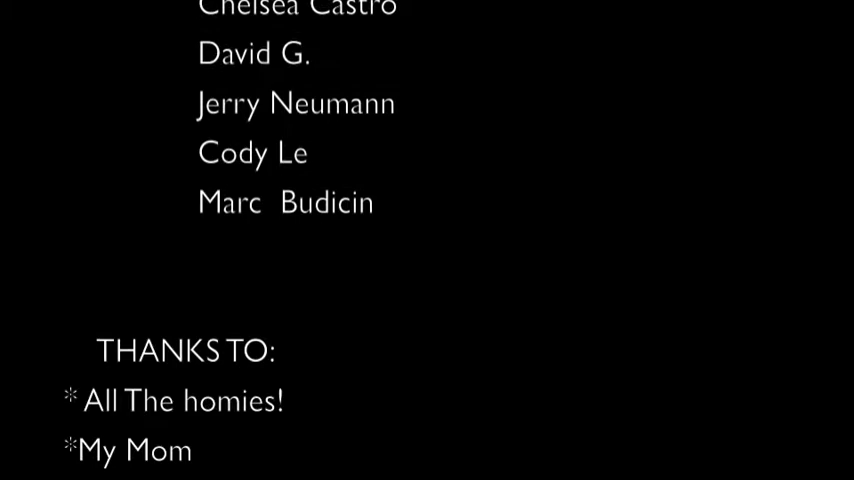 Chelsea Castro
David G.
Jerry Neumann
Cody Le
Marc  Budicin
THANKS TO:
* All The homies!
*My Mom